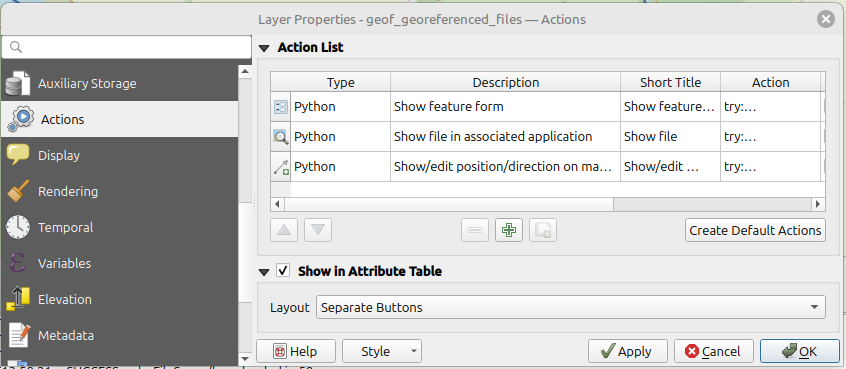 Layer Properties - geof_georeferenced_files — Actions
Auxiliary Storage
Actions
Display
Rendering
Temporal
Variables
Elevation
Metadata
Action List
Type Description Short Title Action
Python Show feature form Show feature... try:...
Python Show file in associated application Show file try:...
Python Show/edit position/direction on ma... Show/edit ... try:...
Create Default Actions
Show in Attribute Table
Layout Separate Buttons
Help Style Apply Cancel OK